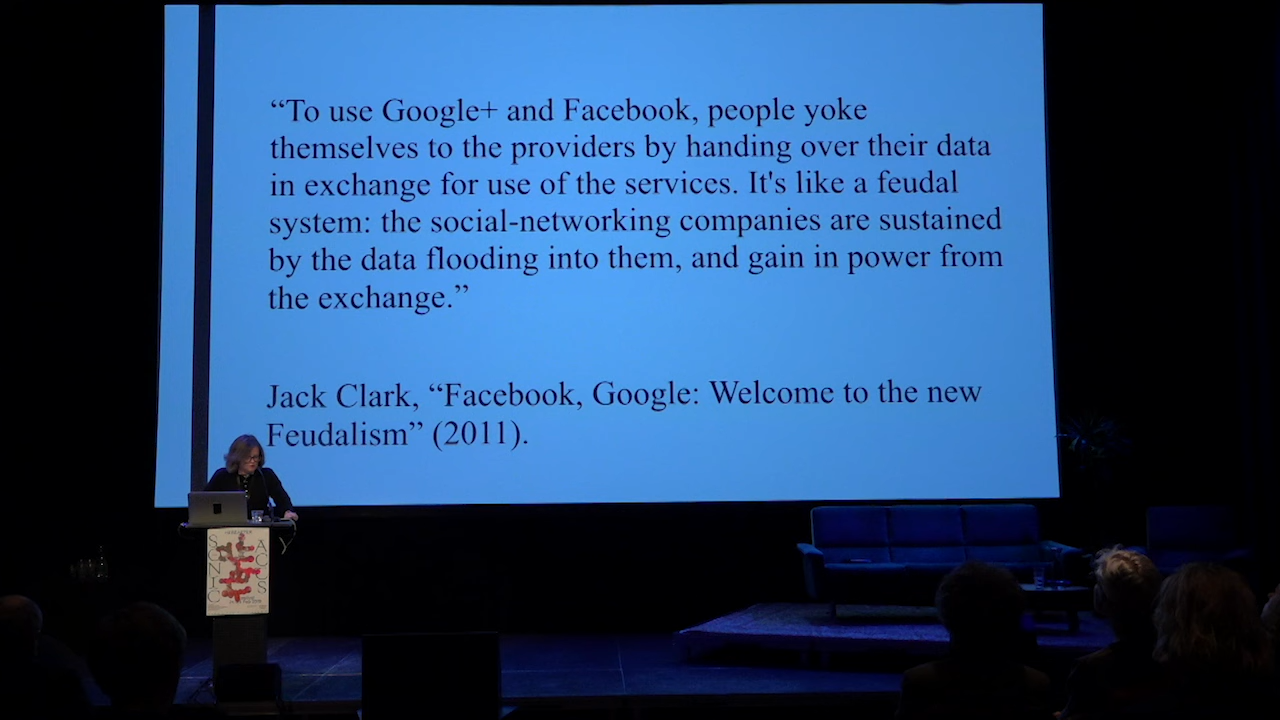 “To use Google+ and Facebook, people yoke
themselves to the providers by handing over their data
in exchange for use of the services. It's like a feudal
system: the social-networking companies are sustained
by the data flooding into them, and gain in power from
the exchange.”
Jack Clark, “Facebook, Google: Welcome to the new
Feudalism” (2011).
SONIC
ACTS